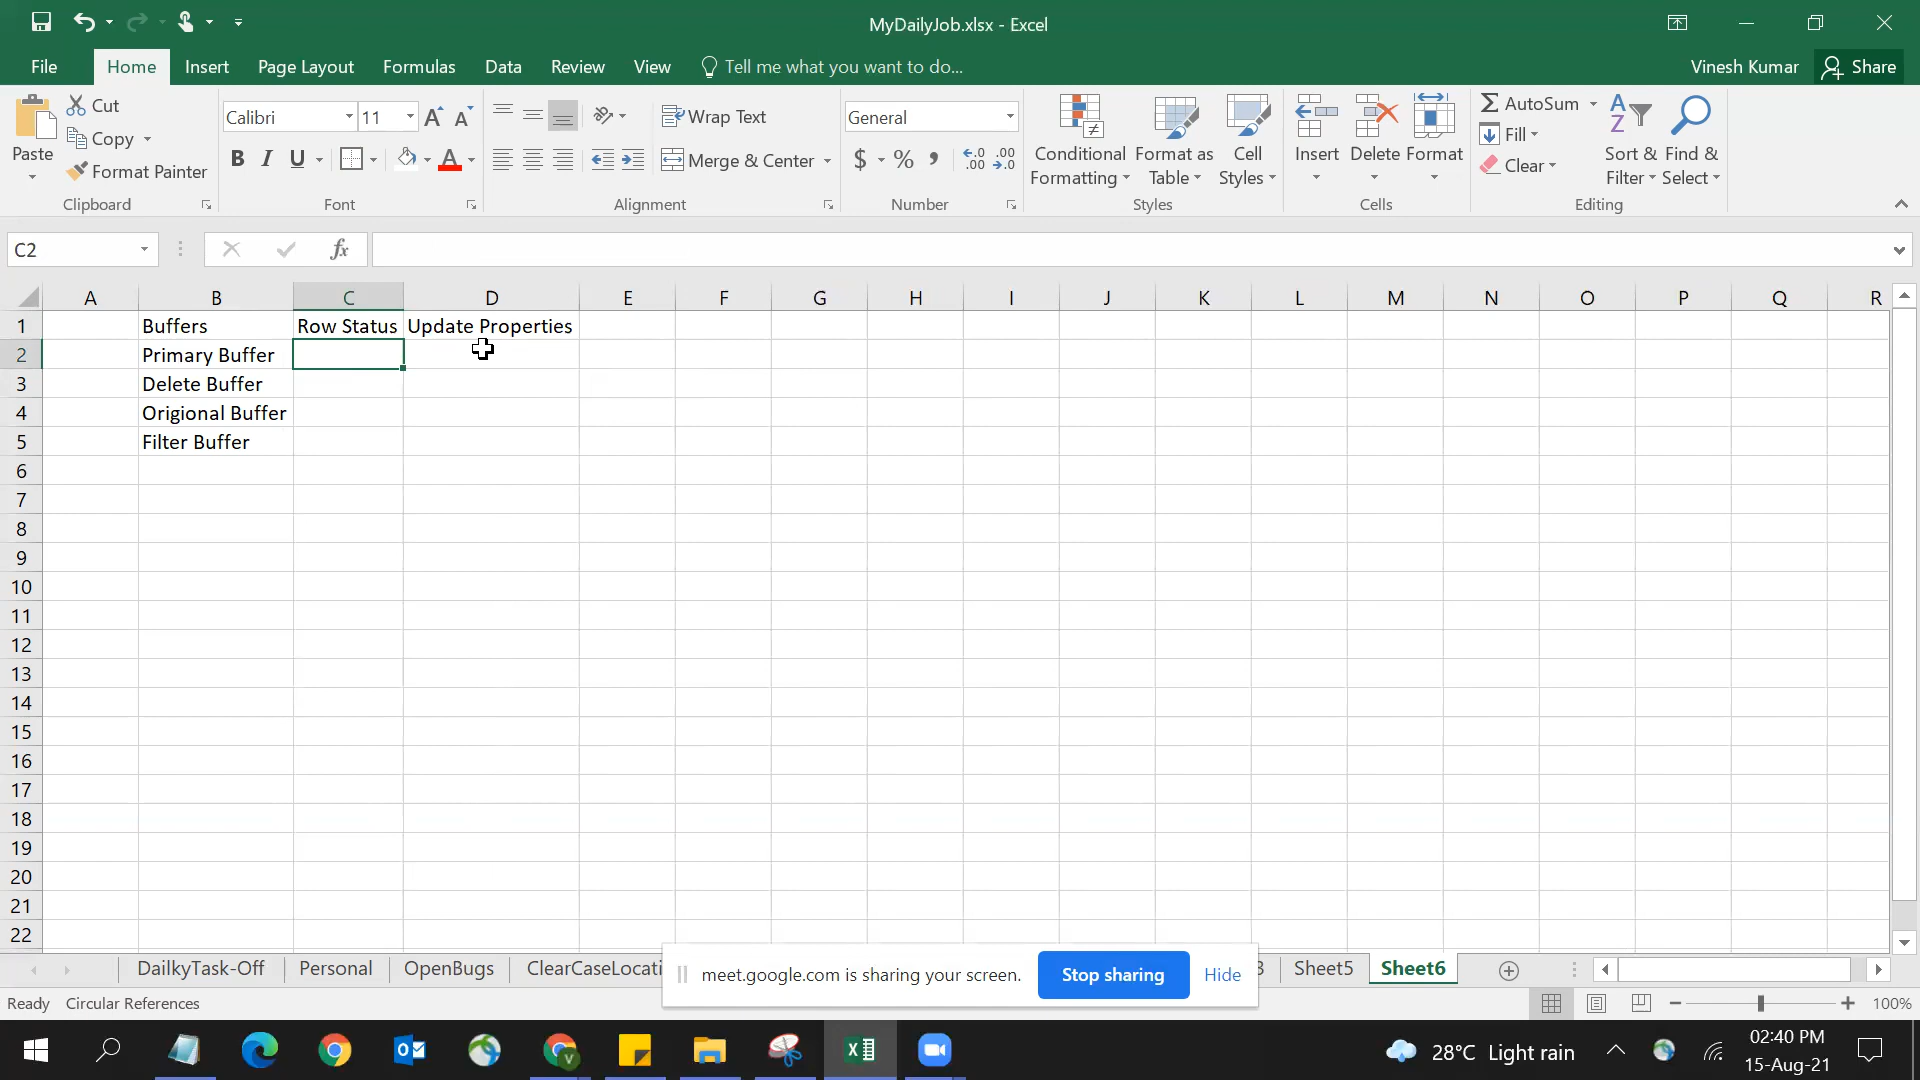 MyDailyJob.xlsx - Excel
File Home Insert Page Layout Formulas Data Review View Tell me what you want to do... Vinesh Kumar Share
Paste
Cut
Copy
Format Painter
Clipboard
Calibri 11
B I U
Font
Wrap Text
Merge & Center
Alignment
General
$ % ,
Number
Conditional Formatting
Format as Table
Cell Styles
Styles
Insert
Delete
Format
Cells
AutoSum
Fill
Clear
Sort & Filter
Find & Select
Editing
C2
fx
A B C D E F G H I J K L M N O P Q R
1 Buffers Row Status Update Properties
2 Primary Buffer
3 Delete Buffer
4 Origional Buffer
5 Filter Buffer
6
7
8
9
10
11
12
13
14
15
16
17
18
19
20
21
22
DailkyTask-Off Personal OpenBugs ClearCaseLocati 3 Sheet5 Sheet6
meet.google.com is sharing your screen. Stop sharing Hide
Ready Circular References 100%
28°C Light rain
02:40 PM
15-Aug-21